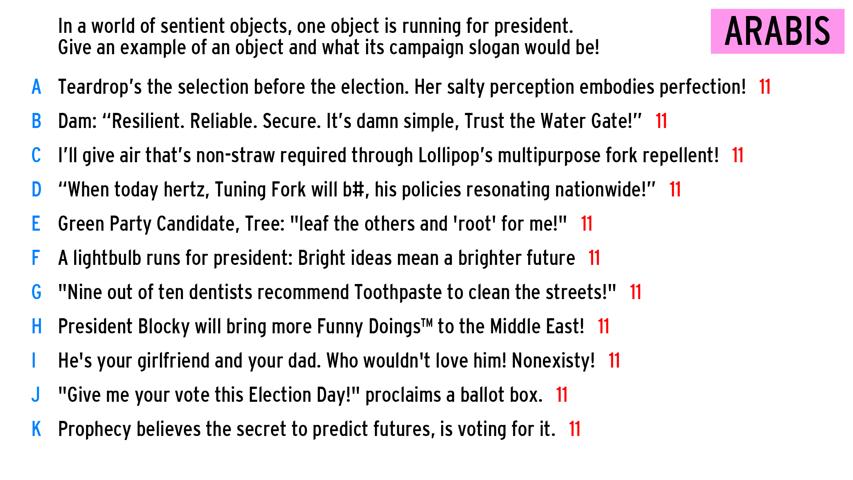 In a world of sentient objects, one object is running for president.
Give an example of an object and what its campaign slogan would be!
ARABIS
A Teardrop's the selection before the election. Her salty perception embodies perfection! 11
B Dam: “Resilient. Reliable. Secure. It's damn simple, Trust the Water Gate!” 11
C I'll give air that's non-straw required through Lollipop's multipurpose fork repellent! 11
D “When today hertz, Tuning Fork will b#, his policies resonating nationwide!” 11
E Green Party Candidate, Tree: "leaf the others and 'root' for me!" 11
F A lightbulb runs for president: Bright ideas mean a brighter future 11
G "Nine out of ten dentists recommend Toothpaste to clean the streets!" 11
H President Blocky will bring more Funny Doings™ to the Middle East! 11
I He's your girlfriend and your dad. Who wouldn't love him! Nonexisty! 11
J "Give me your vote this Election Day!" proclaims a ballot box. 11
K Prophecy believes the secret to predict futures, is voting for it. 11